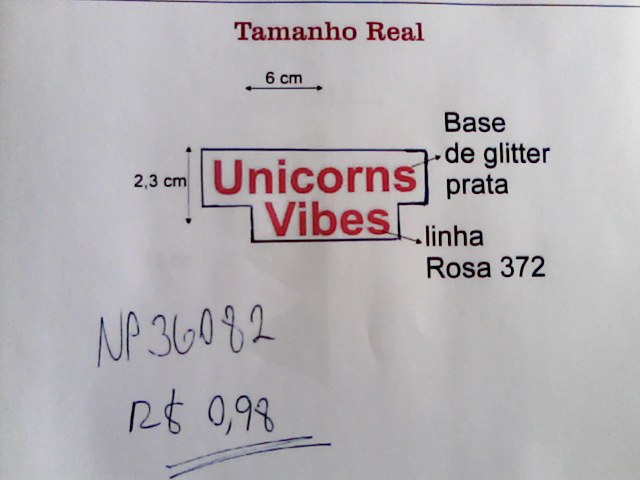 Tamanho Real
6 cm
Base
de glitter
prata
2,3 cm
Unicorns
Vibes
linha
Rosa 372
NP36082
R$ 0,98